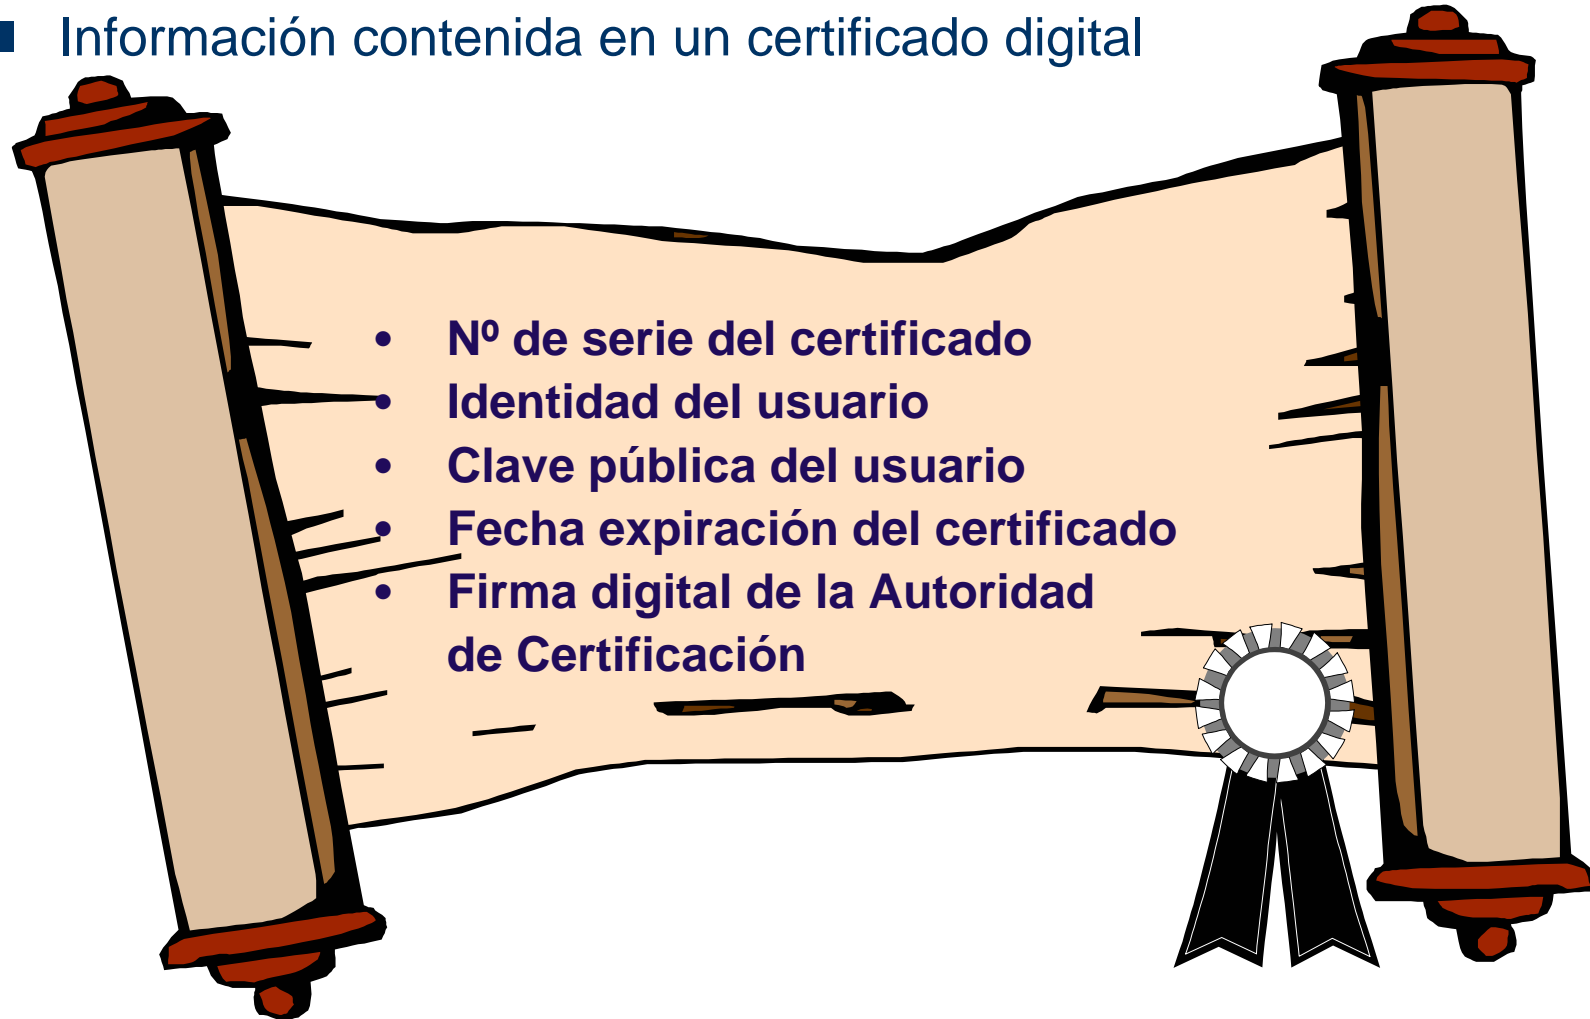 Información contenida en un certificado digital
• Nº de serie del certificado
• Identidad del usuario
• Clave pública del usuario
• Fecha expiración del certificado
• Firma digital de la Autoridad
de Certificación